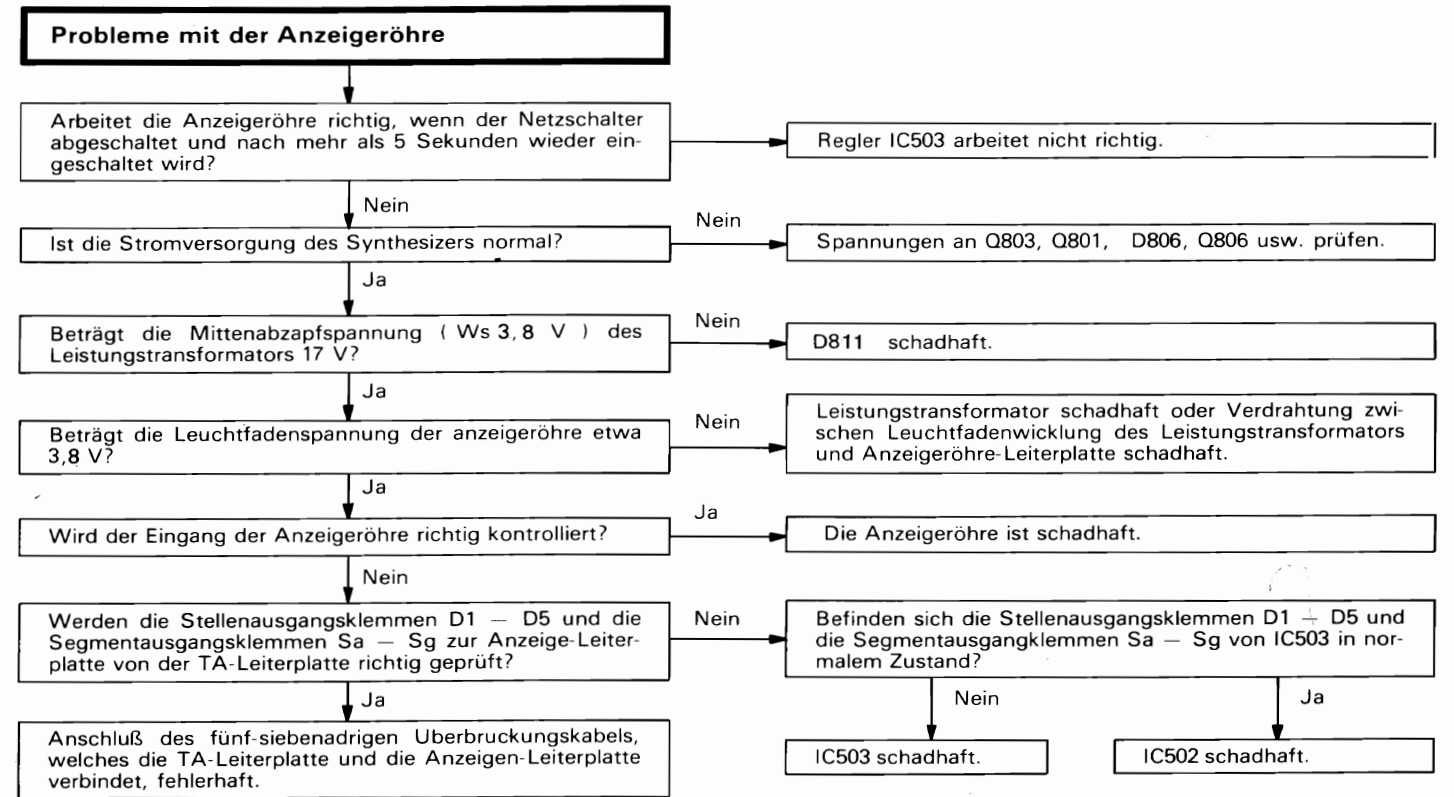 Probleme mit der Anzeigeröhre
Arbeitet die Anzeigeröhre richtig, wenn der Netzschalter
abgeschaltet und nach mehr als 5 Sekunden wieder ein-
geschaltet wird?
Regler IC503 arbeitet nicht richtig.
Nein
Ist die Stromversorgung des Synthesizers normal?
Nein
Spannungen an Q803, Q801, D806, Q806 usw. prüfen.
Ja
Beträgt die Mittenabzapfspannung ( Ws 3,8 V ) des
Leistungstransformators 17 V?
Nein
D811 schadhaft.
Ja
Beträgt die Leuchtfadenspannung der anzeigeröhre etwa
3,8 V?
Nein
Leistungstransformator schadhaft oder Verdrahtung zwi-
schen Leuchtfadenwicklung des Leistungstransformators
und Anzeigeröhre-Leiterplatte schadhaft.
Ja
Wird der Eingang der Anzeigeröhre richtig kontrolliert?
Ja
Die Anzeigeröhre ist schadhaft.
Nein
Werden die Stellenausgangsklemmen D1 — D5 und die
Segmentausgangsklemmen Sa — Sg zur Anzeige-Leiter-
platte von der TA-Leiterplatte richtig geprüft?
Nein
Befinden sich die Stellenausgangsklemmen D1 — D5 und
die Segmentausgangklemmen Sa — Sg von IC503 in nor-
malem Zustand?
Ja
Anschluß des fünf-siebenadrigen Uberbruckungskabels,
welches die TA-Leiterplatte und die Anzeigen-Leiterplatte
verbindet, fehlerhaft.
Nein
IC503 schadhaft.
Ja
IC502 schadhaft.